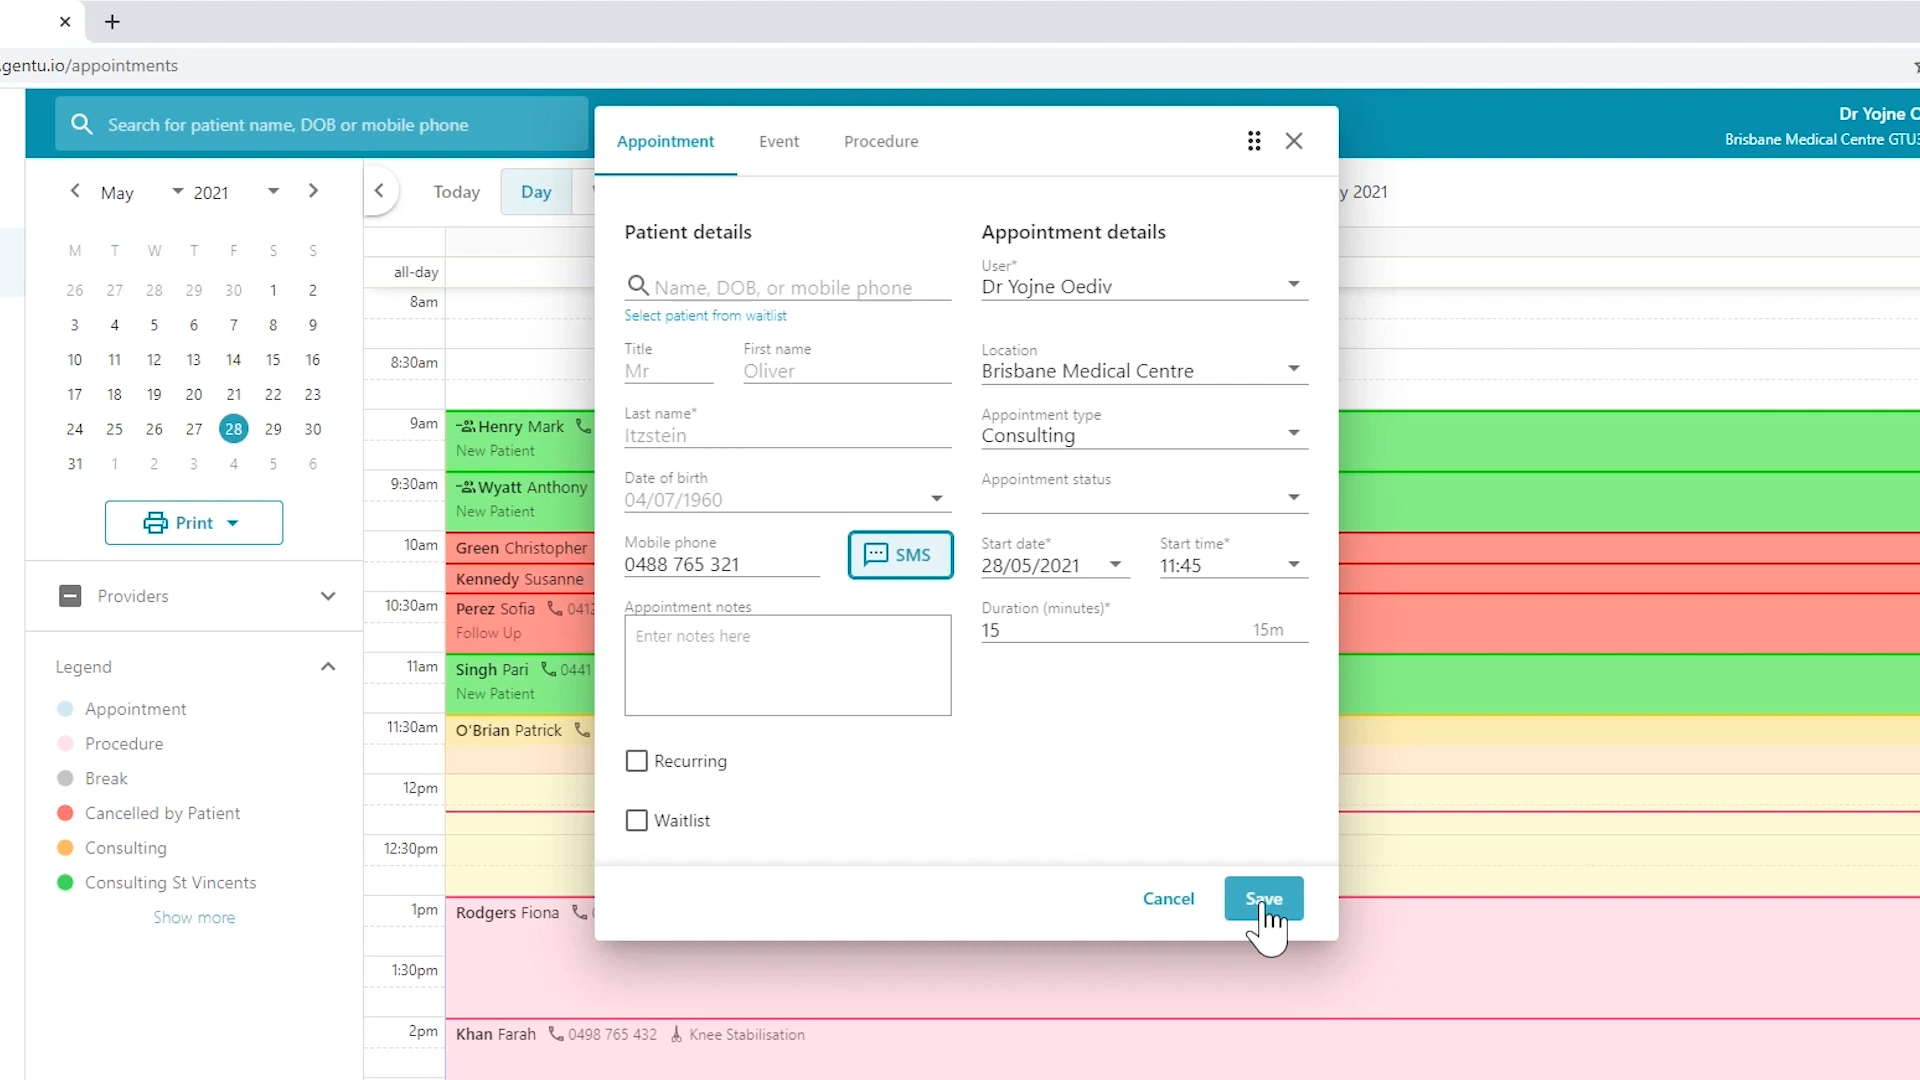 .gentu.io/appointments
Search for patient name, DOB or mobile phone
Dr Yojne O
Brisbane Medical Centre GTU3
May 2021
M T W T F S S
26 27 28 29 30 1 2
3 4 5 6 7 8 9
10 11 12 13 14 15 16
17 18 19 20 21 22 23
24 25 26 27 28 29 30
31 1 2 3 4 5 6
Print
Providers
Legend
Appointment
Procedure
Break
Cancelled by Patient
Consulting
Consulting St Vincents
Show more
Today Day
y 2021
all-day
8am
8:30am
9am
Henry Mark
New Patient
9:30am
Wyatt Anthony
New Patient
10am
Green Christopher
Kennedy Susanne
10:30am
Perez Sofia 0412
Follow Up
11am
Singh Pari 0441
New Patient
11:30am
O'Brian Patrick
12pm
12:30pm
1pm
Rodgers Fiona
1:30pm
2pm
Khan Farah 0498 765 432 Knee Stabilisation
Appointment Event Procedure
Patient details
Name, DOB, or mobile phone
Select patient from waitlist
Title First name
Mr Oliver
Last name*
Itzstein
Date of birth
04/07/1960
Mobile phone
0488 765 321
SMS
Appointment notes
Enter notes here
Recurring
Waitlist
Appointment details
User*
Dr Yojne Oediv
Location
Brisbane Medical Centre
Appointment type
Consulting
Appointment status
Start date* Start time*
28/05/2021 11:45
Duration (minutes)*
15 15m
Cancel Save